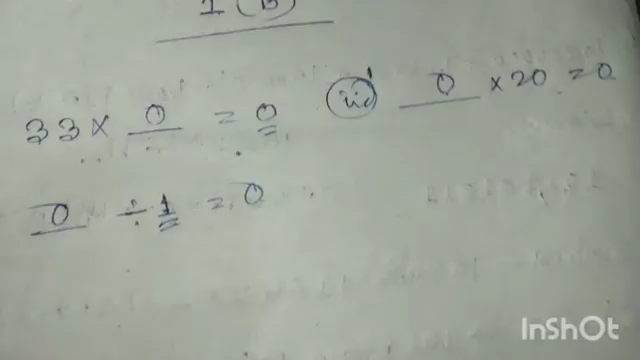 1 (B)
33 × 0 = 0 (iii) 0 × 20 = 0
0 ÷ 1 = 0
InShOt